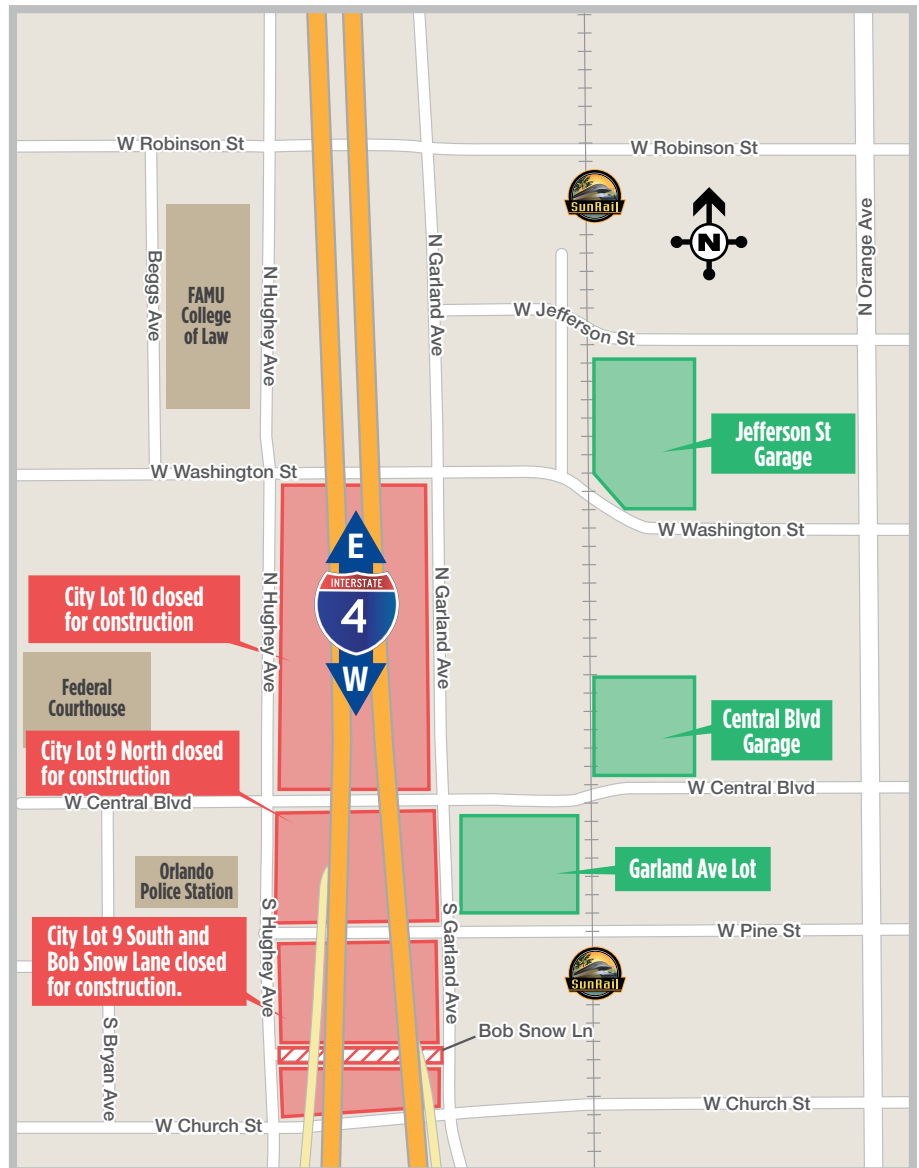 W Robinson St
W Robinson St
SunRail
N
N Orange Ave
Beggs Ave
FAMU
College
of Law
N Hughey Ave
N Garland Ave
W Jefferson St
Jefferson St
Garage
W Washington St
W Washington St
E
INTERSTATE
4
W
City Lot 10 closed
for construction
N Hughey Ave
N Garland Ave
Federal
Courthouse
Central Blvd
Garage
City Lot 9 North closed
for construction
W Central Blvd
W Central Blvd
Orlando
Police Station
Garland Ave Lot
S Hughey Ave
S Garland Ave
W Pine St
City Lot 9 South and
Bob Snow Lane closed
for construction.
SunRail
Bob Snow Ln
S Bryan Ave
W Church St
W Church St